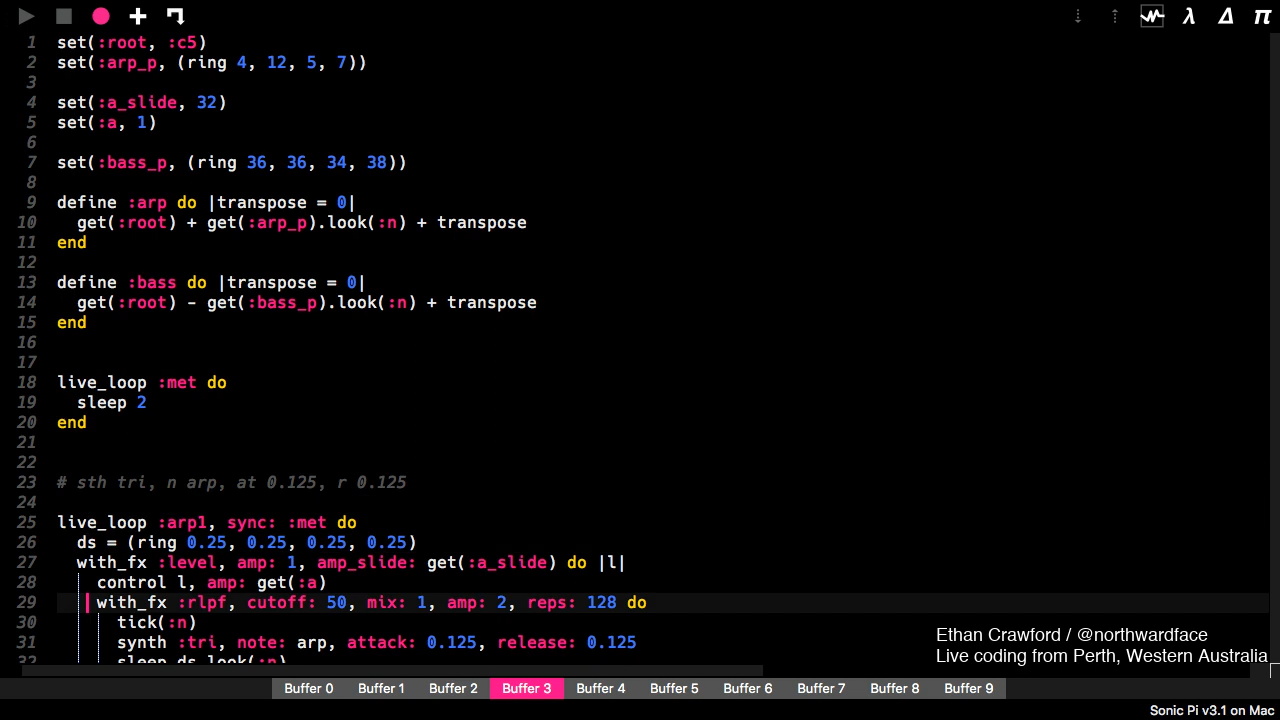 λ Δ π
1 set(:root, :c5)
2 set(:arp_p, (ring 4, 12, 5, 7))
3
4 set(:a_slide, 32)
5 set(:a, 1)
6
7 set(:bass_p, (ring 36, 36, 34, 38))
8
9 define :arp do |transpose = 0|
10 get(:root) + get(:arp_p).look(:n) + transpose
11 end
12
13 define :bass do |transpose = 0|
14 get(:root) - get(:bass_p).look(:n) + transpose
15 end
16
17
18 live_loop :met do
19 sleep 2
20 end
21
22
23 # sth tri, n arp, at 0.125, r 0.125
24
25 live_loop :arp1, sync: :met do
26 ds = (ring 0.25, 0.25, 0.25, 0.25)
27 with_fx :level, amp: 1, amp_slide: get(:a_slide) do |l|
28 control l, amp: get(:a)
29 with_fx :rlpf, cutoff: 50, mix: 1, amp: 2, reps: 128 do
30 tick(:n)
31 synth :tri, note: arp, attack: 0.125, release: 0.125
32 sleep ds.look(:n)
Ethan Crawford / @northwardface
Live coding from Perth, Western Australia
Buffer 0 Buffer 1 Buffer 2 Buffer 3 Buffer 4 Buffer 5 Buffer 6 Buffer 7 Buffer 8 Buffer 9
Sonic Pi v3.1 on Mac